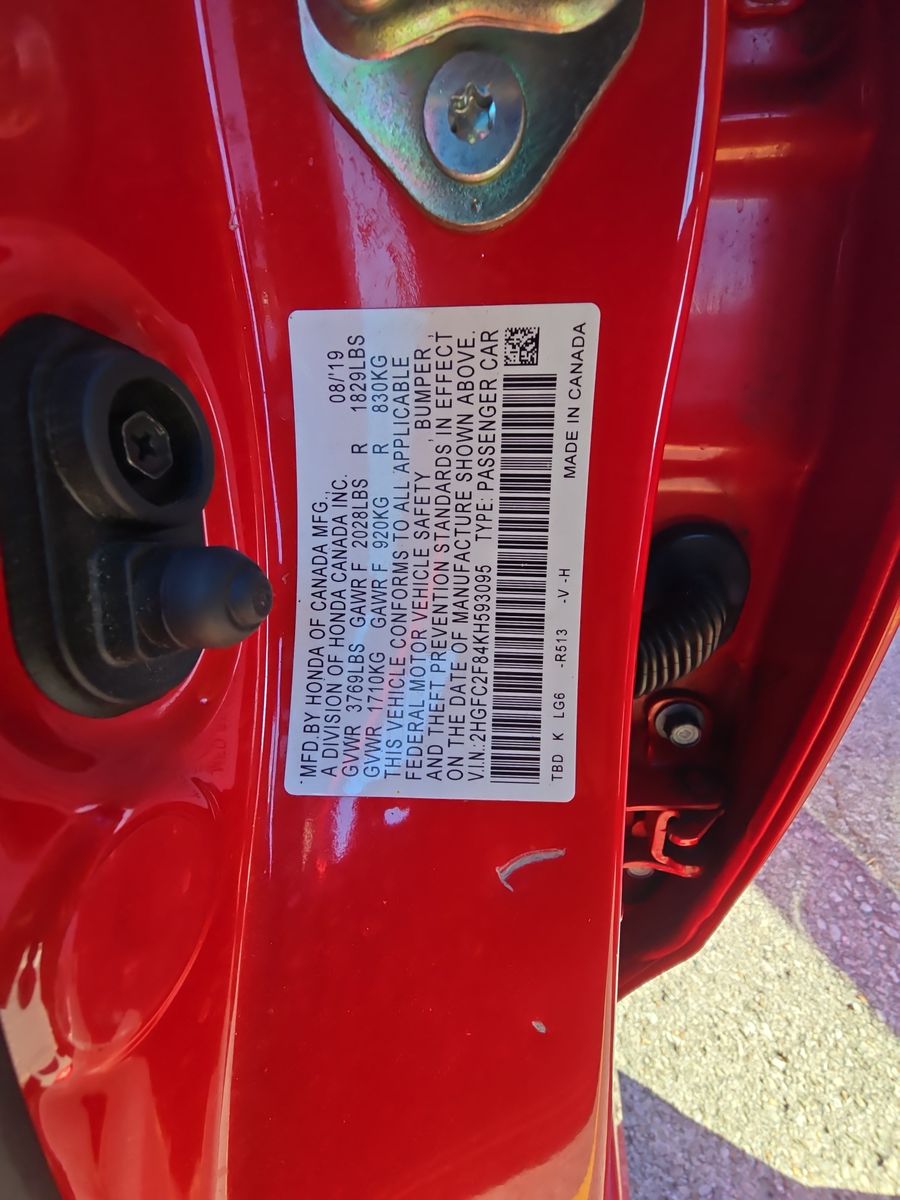 MFD.BY HONDA OF CANADA MFG., 08/'19
A DIVISION OF HONDA CANADA INC.
GVWR 3769LBS GAWR F 2028LBS R 1829LBS
GVWR 1710KG GAWR F 920KG R 830KG
THIS VEHICLE CONFORMS TO ALL APPLICABLE
FEDERAL MOTOR VEHICLE SAFETY , BUMPER ,
AND THEFT PREVENTION STANDARDS IN EFFECT
ON THE DATE OF MANUFACTURE SHOWN ABOVE.
V.I.N.: 2HGFC2F84KH593095 TYPE: PASSENGER CAR
TBD K LG6 -R513 -V -H MADE IN CANADA